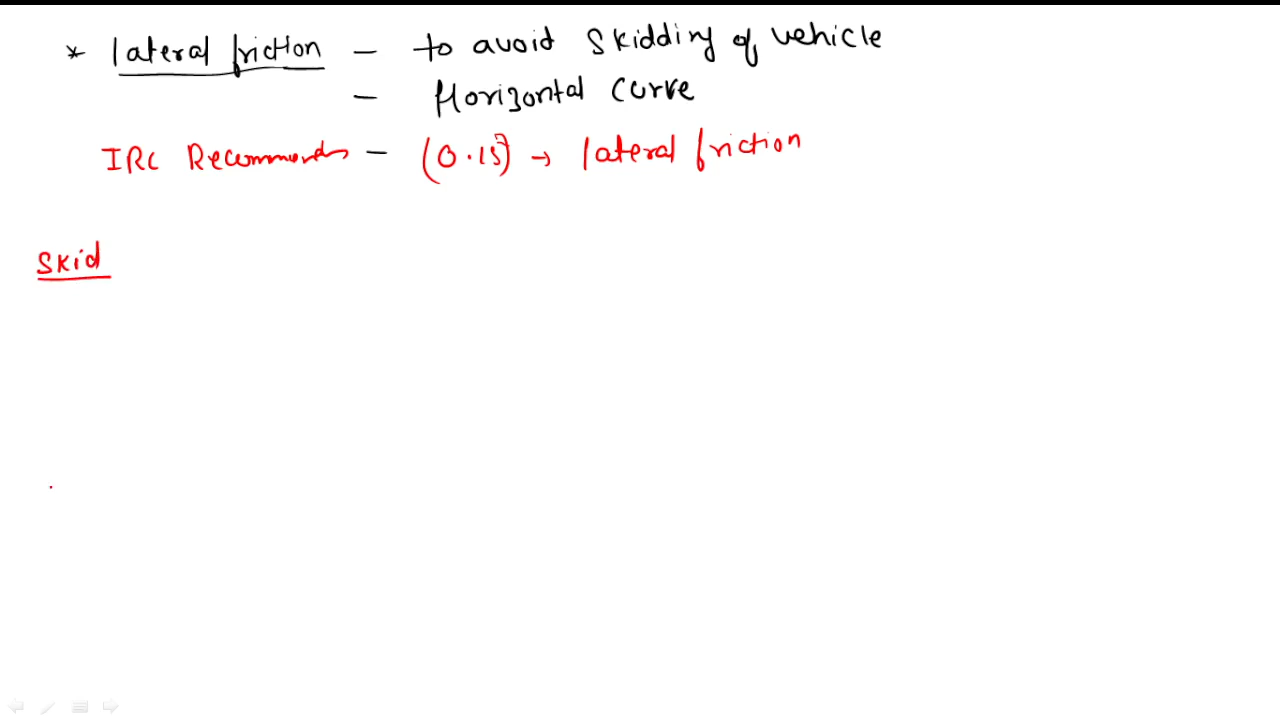 * lateral friction - to avoid skidding of vehicle
- Horizontal curve
IRC Recommends - (0.15) → lateral friction
Skid